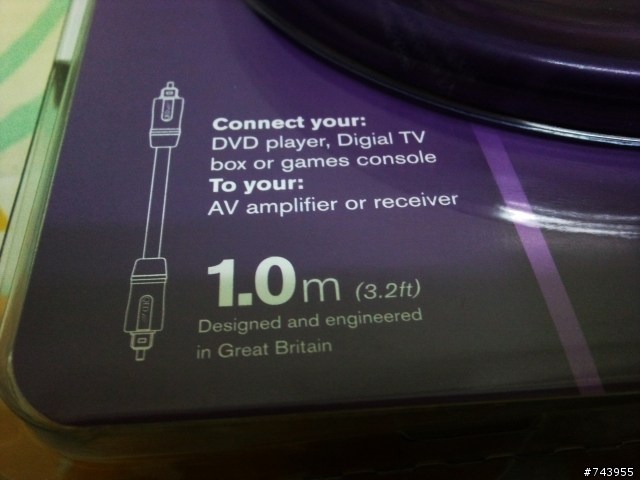 Connect your:
DVD player, Digial TV
box or games console
To your:
AV amplifier or receiver
1.0m (3.2ft)
Designed and engineered
in Great Britain
#743955